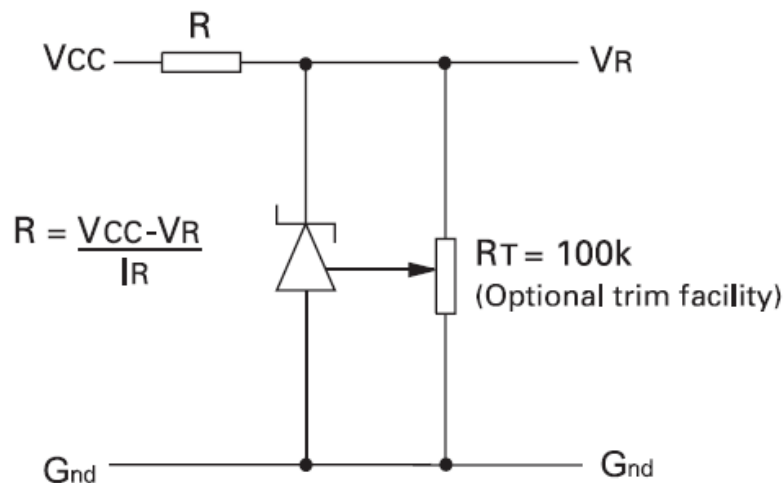 R
VCC
VR
R = VCC-VR
IR
RT = 100k
(Optional trim facility)
Gnd
Gnd